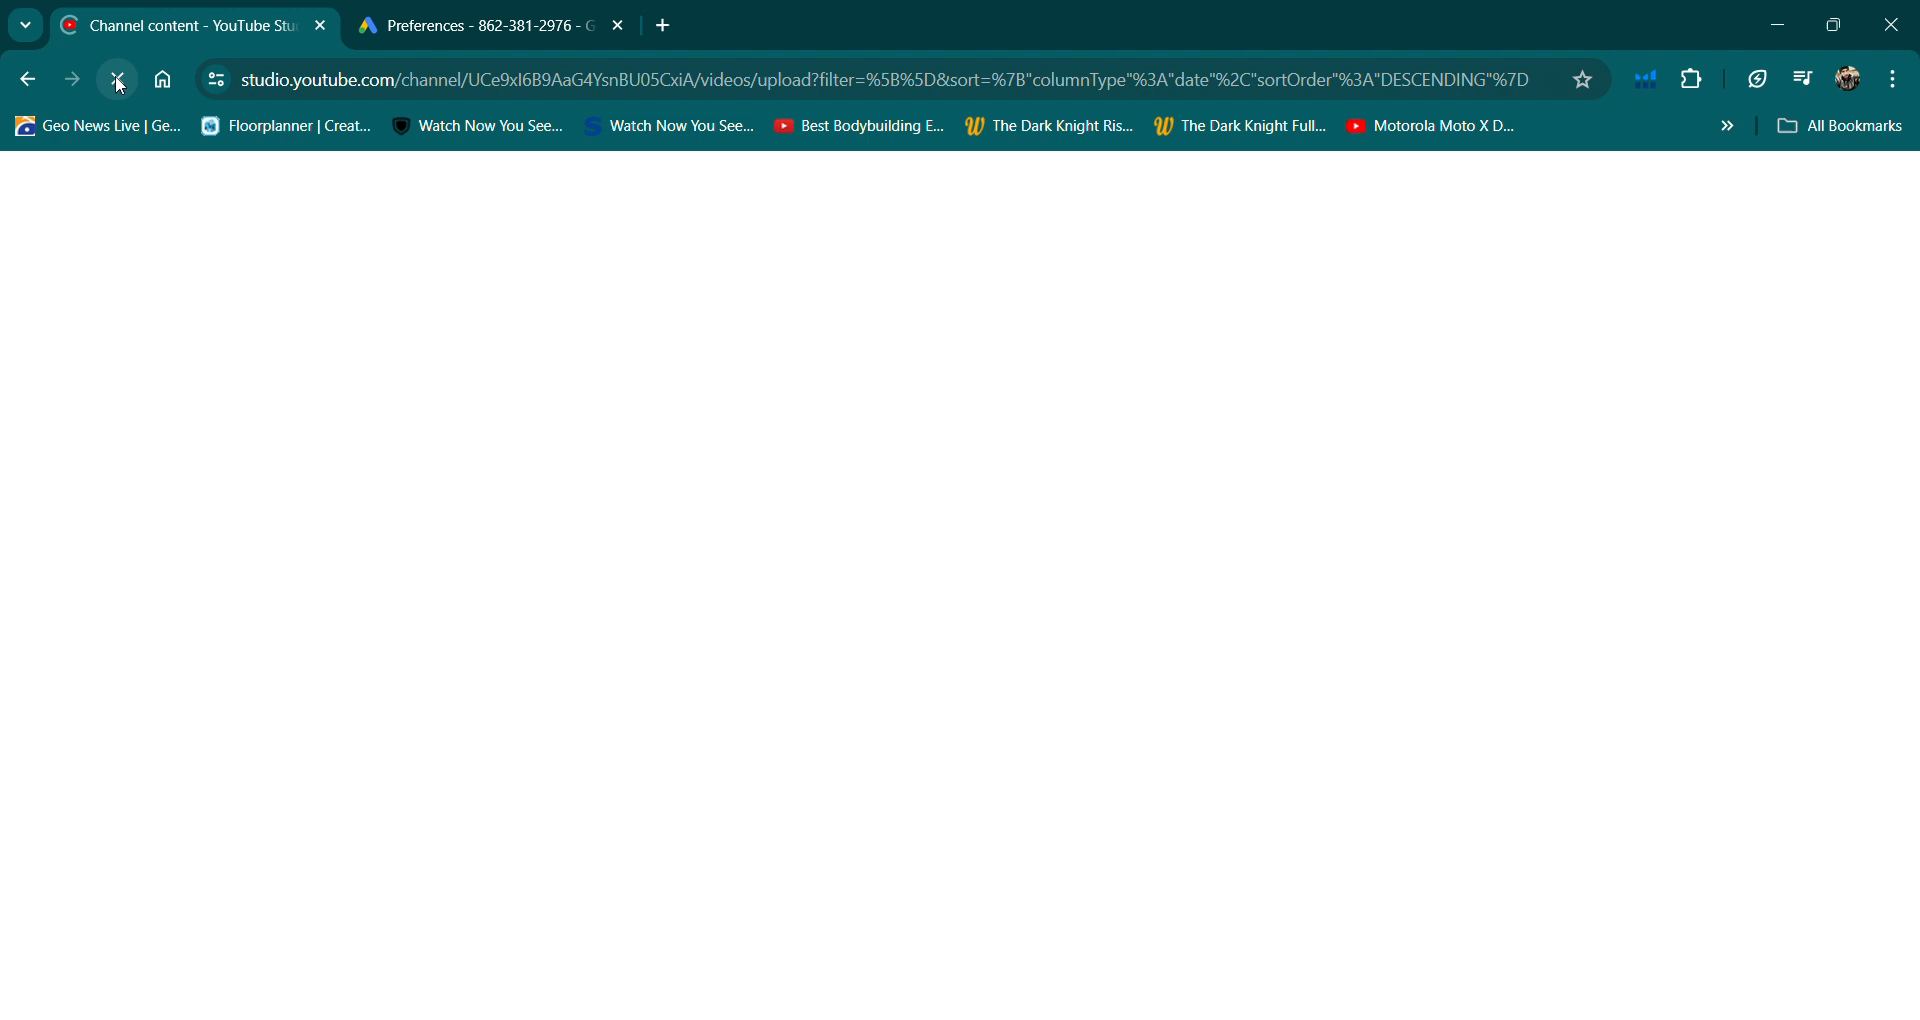 Channel content - YouTube Stu
Preferences - 862-381-2976 - G
studio.youtube.com/channel/UCe9xI6B9AaG4YsnBU05CxiA/videos/upload?filter=%5B%5D&sort=%7B"columnType"%3A"date"%2C"sortOrder"%3A"DESCENDING"%7D
Geo News Live | Ge...
Floorplanner | Creat...
Watch Now You See...
Watch Now You See...
Best Bodybuilding E...
The Dark Knight Ris...
The Dark Knight Full...
Motorola Moto X D...
All Bookmarks